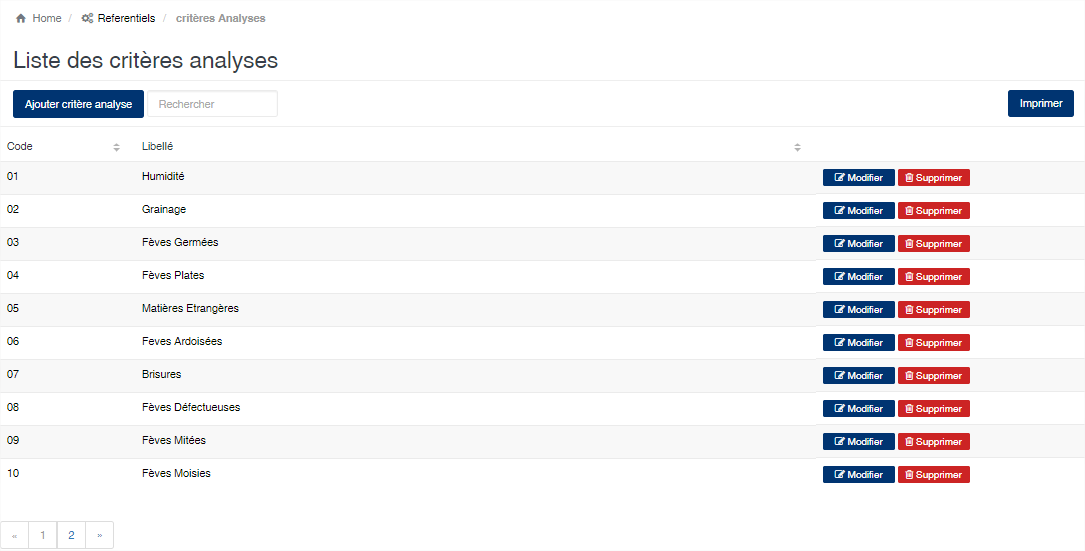 Home / Referentiels / critères Analyses
Liste des critères analyses
Ajouter critère analyse Rechercher Imprimer
Code Libellé
01 Humidité Modifier Supprimer
02 Grainage Modifier Supprimer
03 Fèves Germées Modifier Supprimer
04 Fèves Plates Modifier Supprimer
05 Matières Etrangères Modifier Supprimer
06 Feves Ardoisées Modifier Supprimer
07 Brisures Modifier Supprimer
08 Fèves Défectueuses Modifier Supprimer
09 Fèves Mitées Modifier Supprimer
10 Fèves Moisies Modifier Supprimer
« 1 2 »